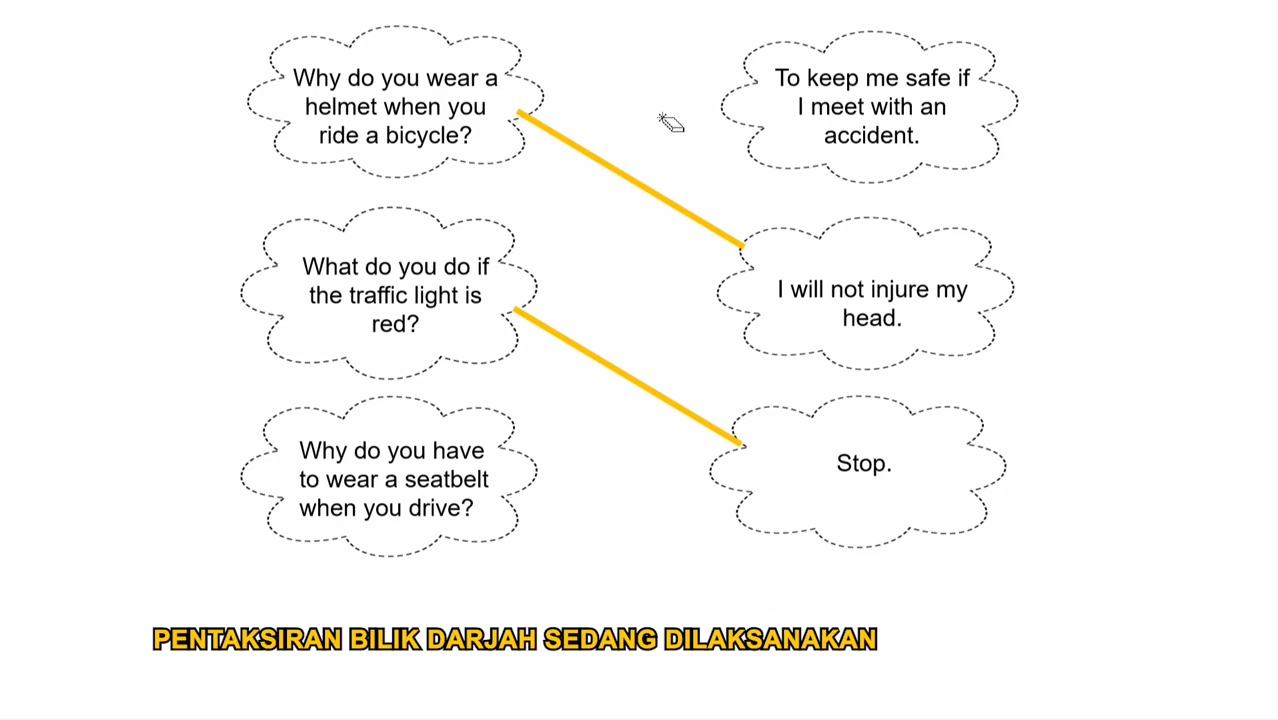 Why do you wear a
helmet when you
ride a bicycle?
To keep me safe if
I meet with an
accident.
What do you do if
the traffic light is
red?
I will not injure my
head.
Why do you have
to wear a seatbelt
when you drive?
Stop.
PENTAKSIRAN BILIK DARJAH SEDANG DILAKSANAKAN